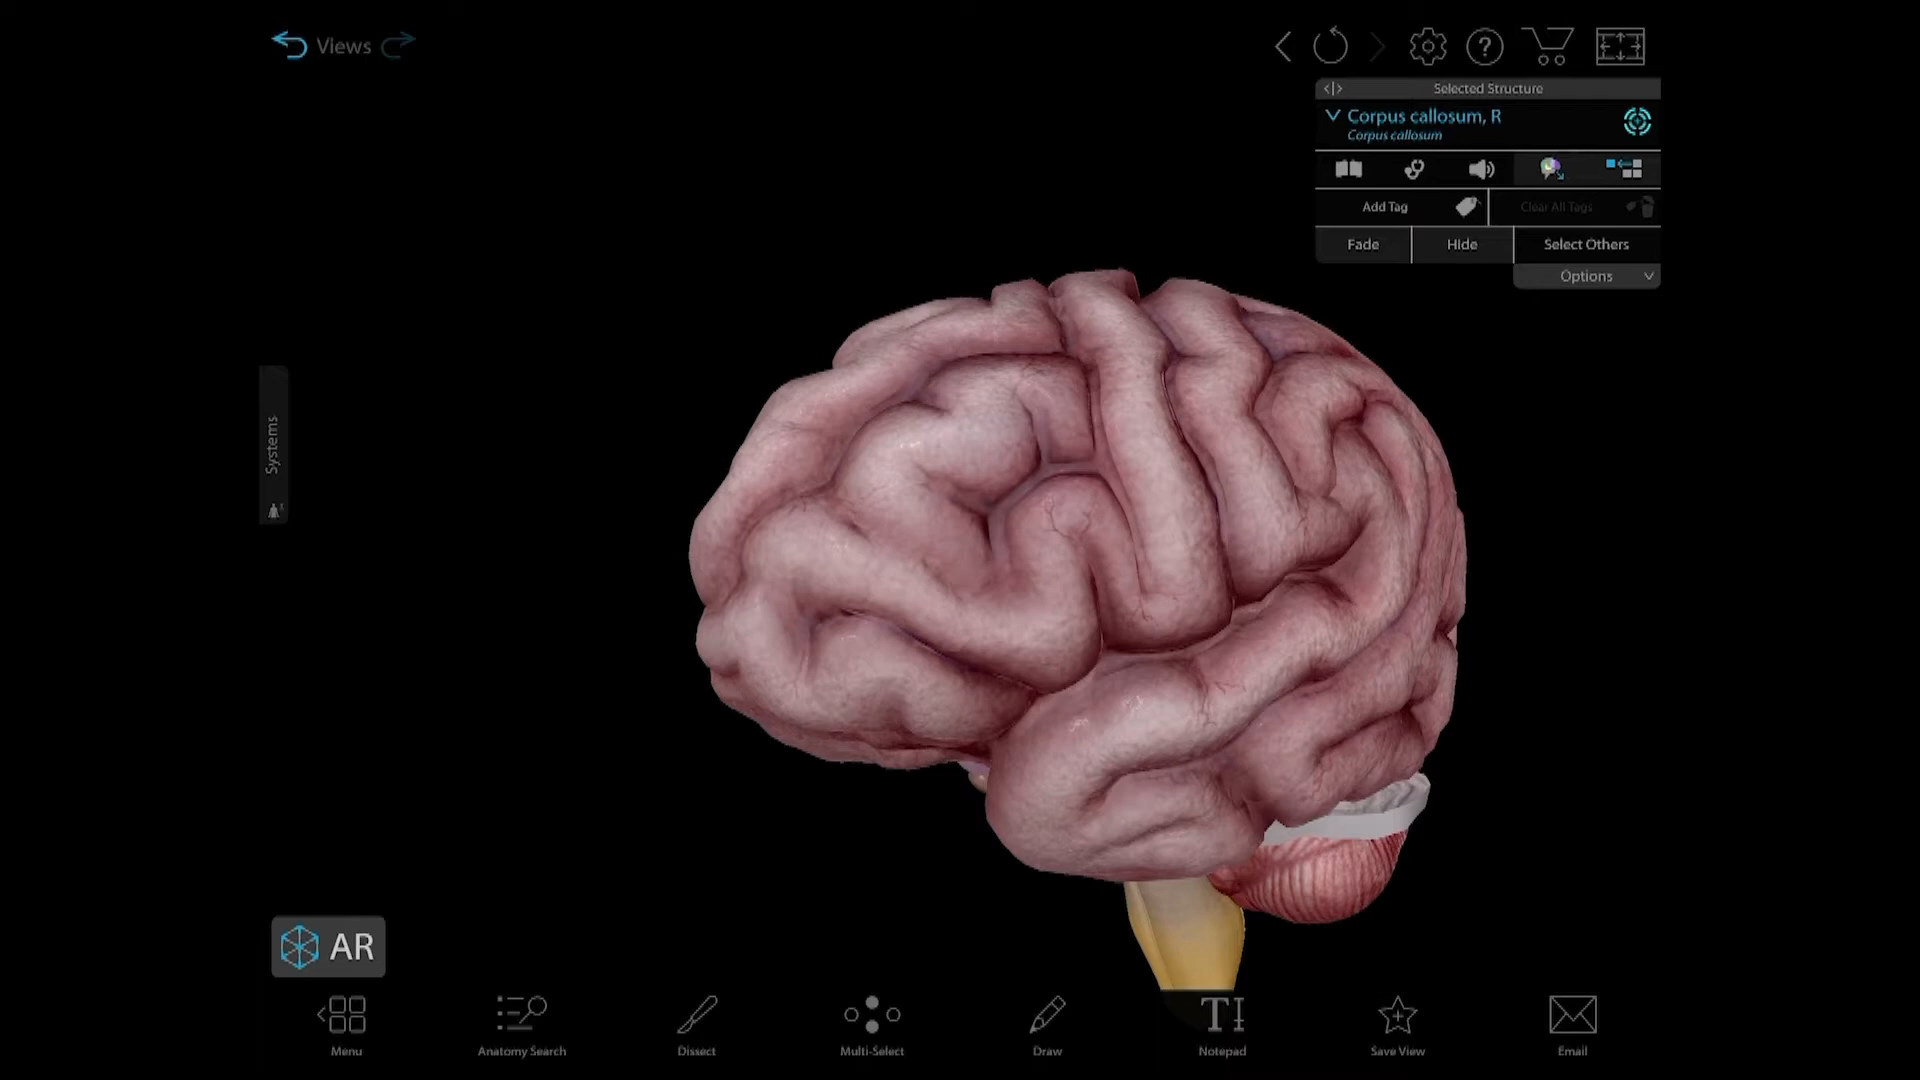 Views
Selected Structure
Corpus callosum, R
Corpus callosum
Add Tag
Clear All Tags
Fade
Hide
Select Others
Options
Systems
AR
Menu
Anatomy Search
Dissect
Multi-Select
Draw
Notepad
Save View
Email